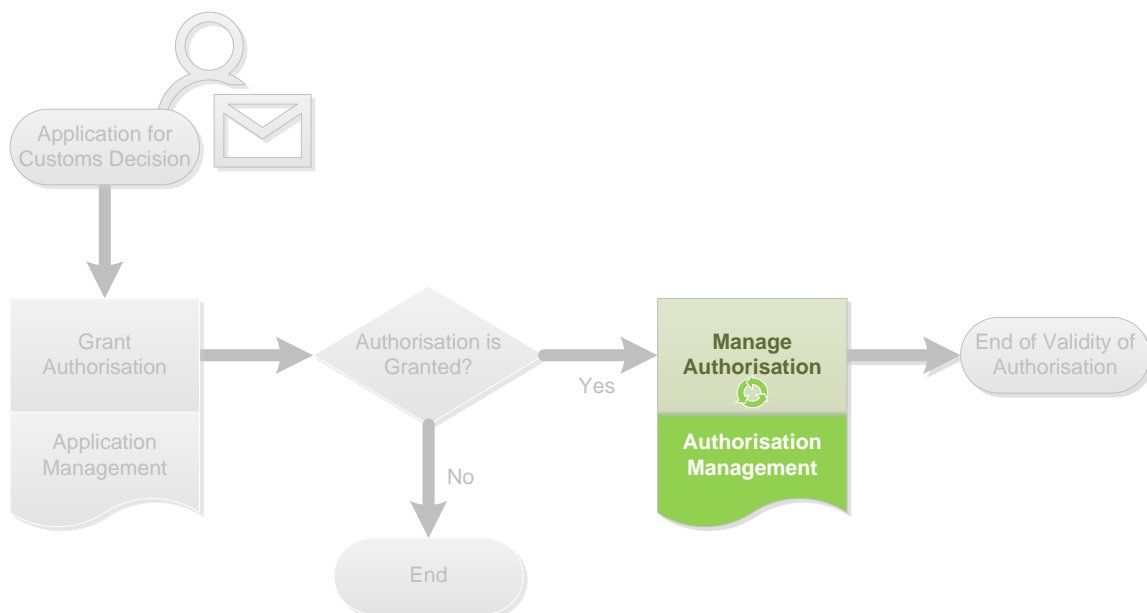 Application for
Customs Decision
Grant
Authorisation
Application
Management
Authorisation is
Granted?
Yes
No
End
Manage
Authorisation
Authorisation
Management
End of Validity of
Authorisation